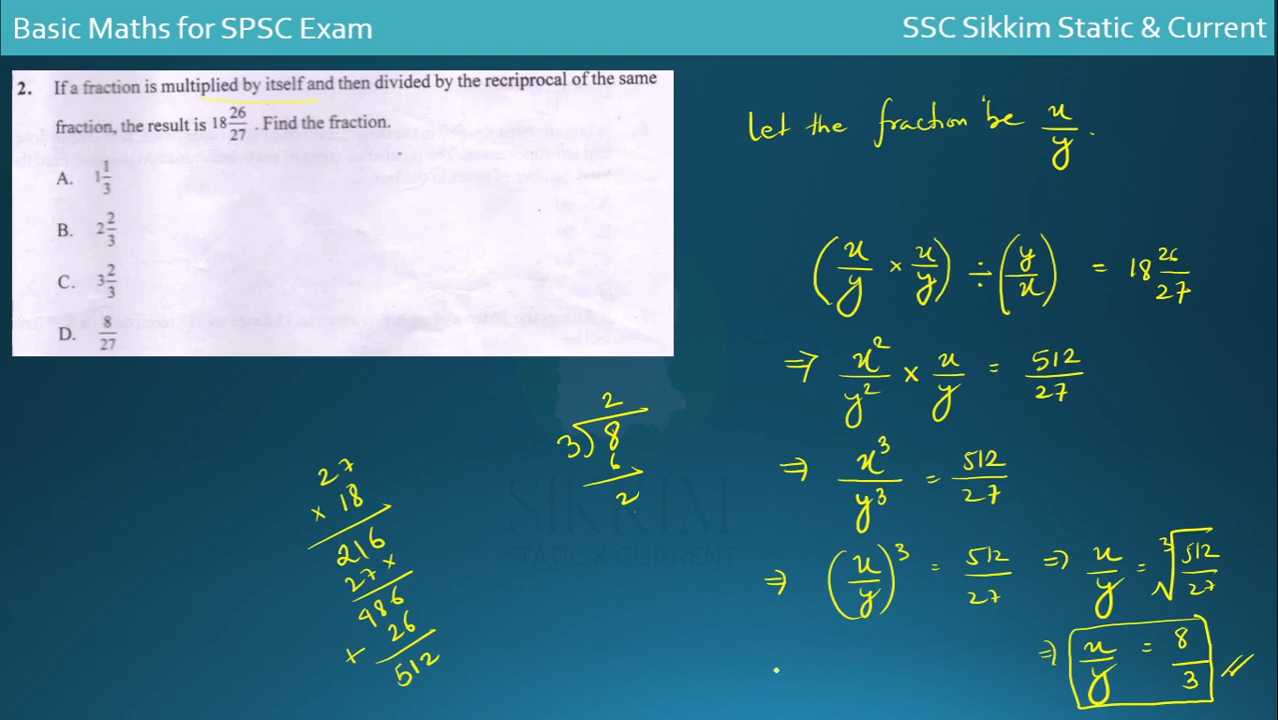 Basic Maths for SPSC Exam
SSC Sikkim Static & Current
2. If a fraction is multiplied by itself and then divided by the recriprocal of the same
fraction, the result is 18 26/27 . Find the fraction.
A. 1 1/3
B. 2 2/3
C. 3 2/3
D. 8/27
let the fraction be x/y.
(x/y × x/y) ÷ (y/x) = 18 26/27
⇒ x²/y² × x/y = 512/27
⇒ x³/y³ = 512/27
⇒ (x/y)³ = 512/27 ⇒ x/y = ∛(512/27)
⇒ x/y = 8/3 //
2
3) 8
6
2
27
× 18
216
27×
486
+ 26
512
SIKKIM
STATIC & CURRENT